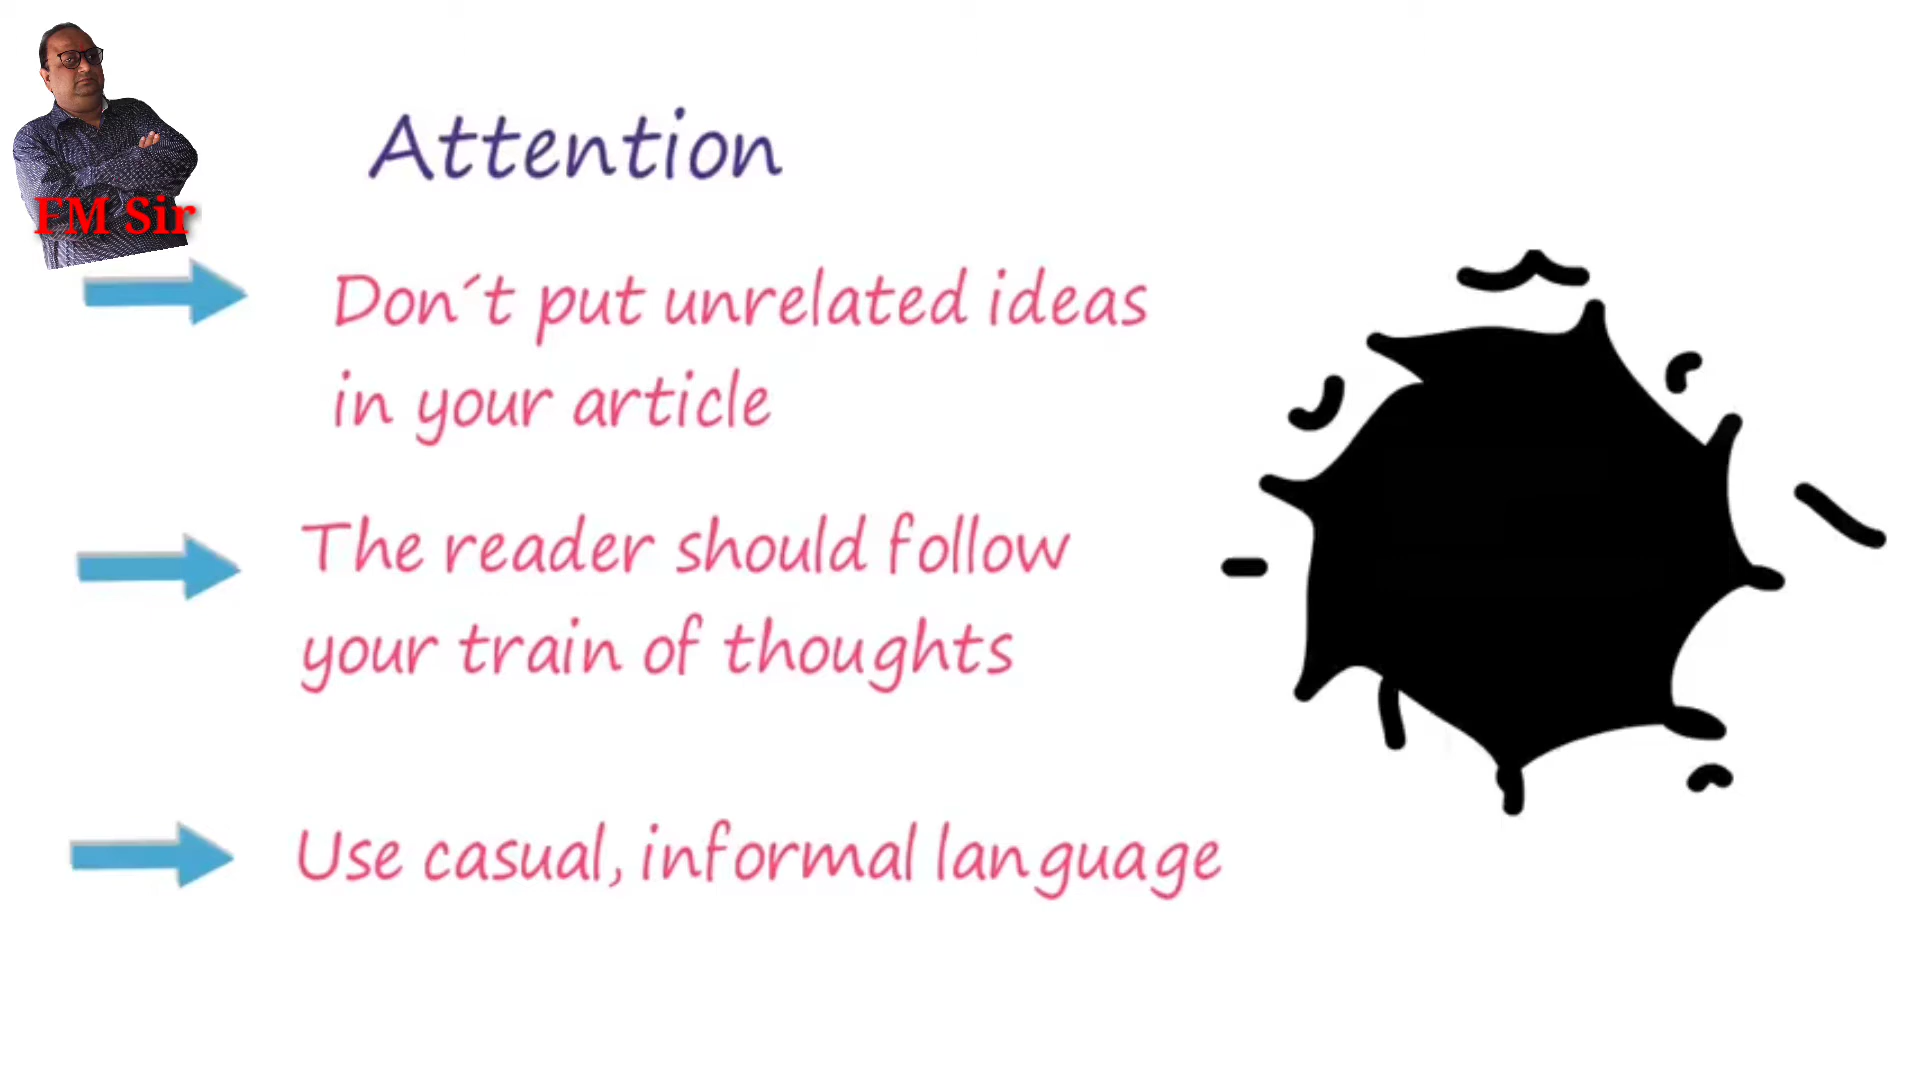 Attention
FM Sir
Don´t put unrelated ideas
in your article
The reader should follow
your train of thoughts
Use casual, informal language